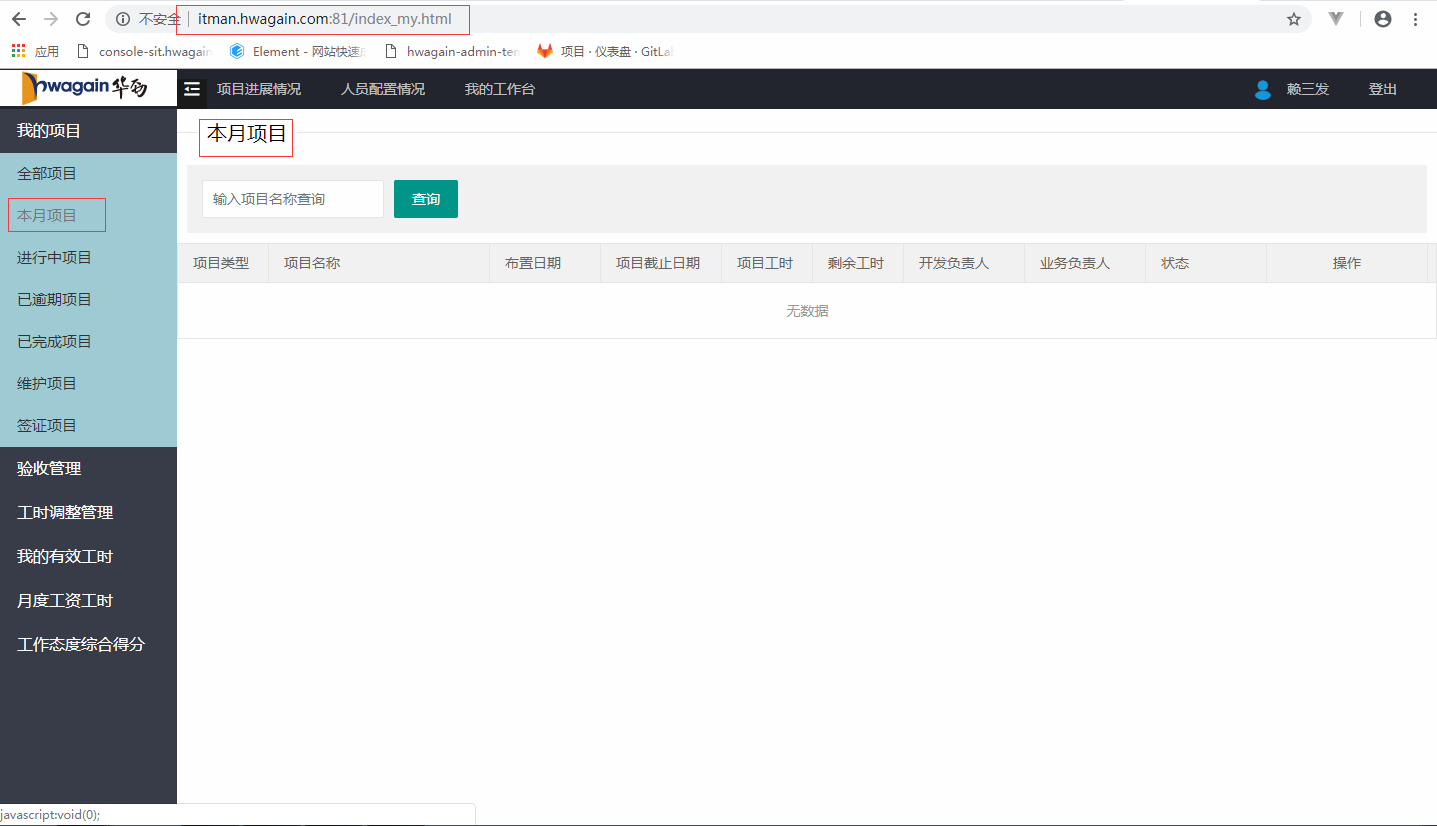 不安全 itman.hwagain.com:81/index_my.html
应用 console-sit.hwagain Element - 网站快速 hwagain-admin-ten 项目 · 仪表盘 · GitLa
hwagain 华劲 项目进展情况 人员配置情况 我的工作台 赖三发 登出
我的项目
本月项目
全部项目
本月项目
进行中项目
已逾期项目
已完成项目
维护项目
签证项目
验收管理
工时调整管理
我的有效工时
月度工资工时
工作态度综合得分
输入项目名称查询 查询
项目类型 项目名称 布置日期 项目截止日期 项目工时 剩余工时 开发负责人 业务负责人 状态 操作
无数据
javascript:void(0);